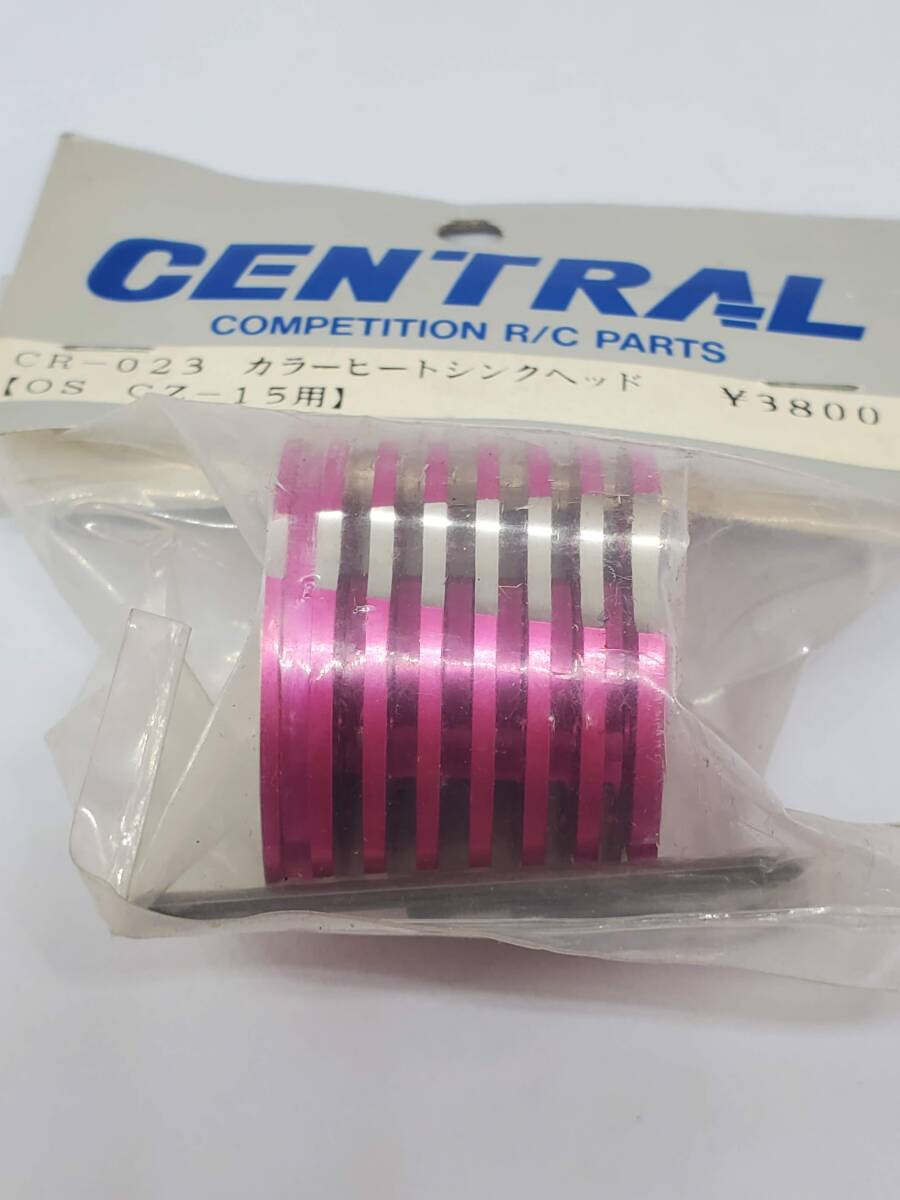 CENTRAL
COMPETITION R/C PARTS
CR-023 カラーヒートシンクヘッド ¥3800
【OS CZ-15用】